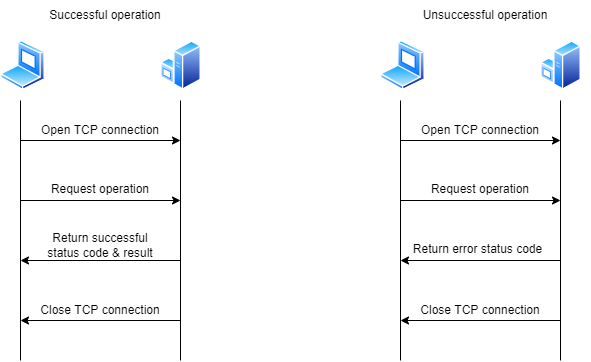 Successful operation
Open TCP connection
Request operation
Return successful
status code & result
Close TCP connection
Unsuccessful operation
Open TCP connection
Request operation
Return error status code
Close TCP connection